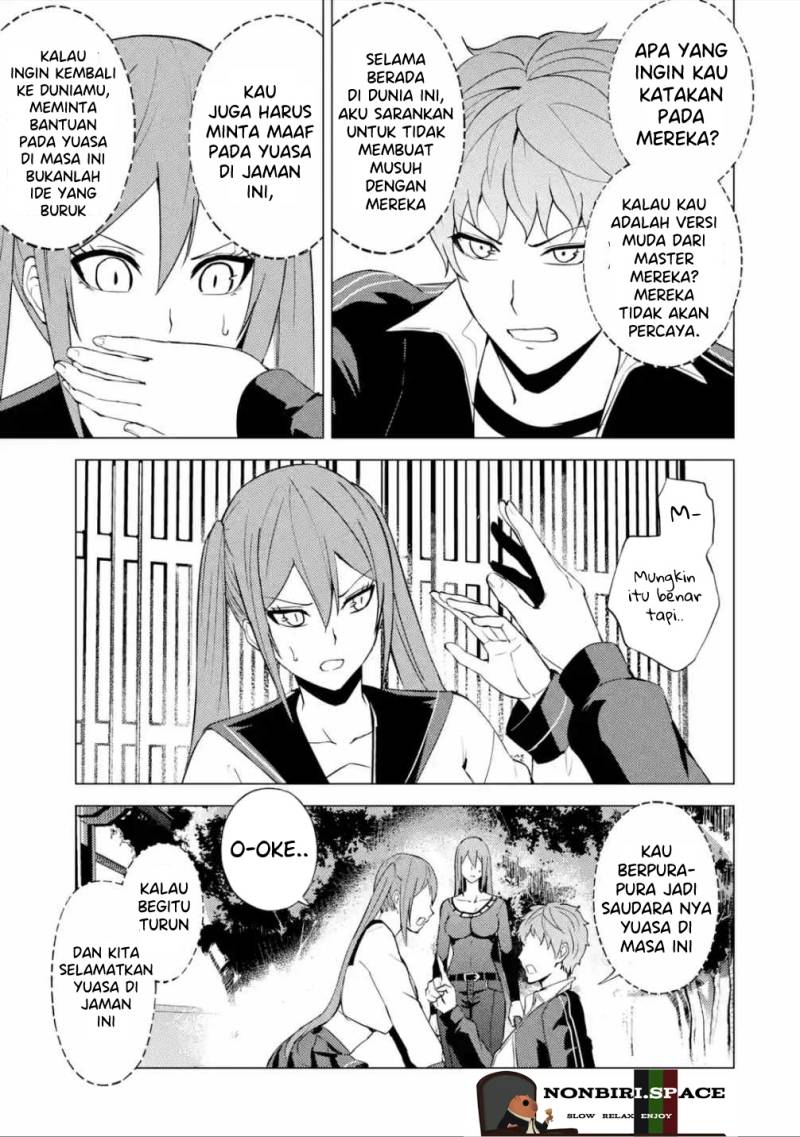 APA YANG
INGIN KAU
KATAKAN
PADA
MEREKA?
KALAU KAU
ADALAH VERSI
MUDA DARI
MASTER
MEREKA?
MEREKA
TIDAK AKAN
PERCAYA.
SELAMA
BERADA
DI DUNIA INI,
AKU SARANKAN
UNTUK TIDAK
MEMBUAT
MUSUH
DENGAN
MEREKA
KAU
JUGA HARUS
MINTA MAAF
PADA YUASA
DI JAMAN
INI,
KALAU
INGIN KEMBALI
KE DUNIAMU,
MEMINTA
BANTUAN
PADA YUASA
DI MASA INI
BUKANLAH
IDE YANG
BURUK
M-
Mungkin
itu benar
tapi..
KAU
BERPURA-
PURA JADI
SAUDARA NYA
YUASA DI
MASA INI
O-OKE..
KALAU
BEGITU
TURUN
DAN KITA
SELAMATKAN
YUASA DI
JAMAN
INI
NONBIRI.SPACE
SLOW RELAX ENJOY